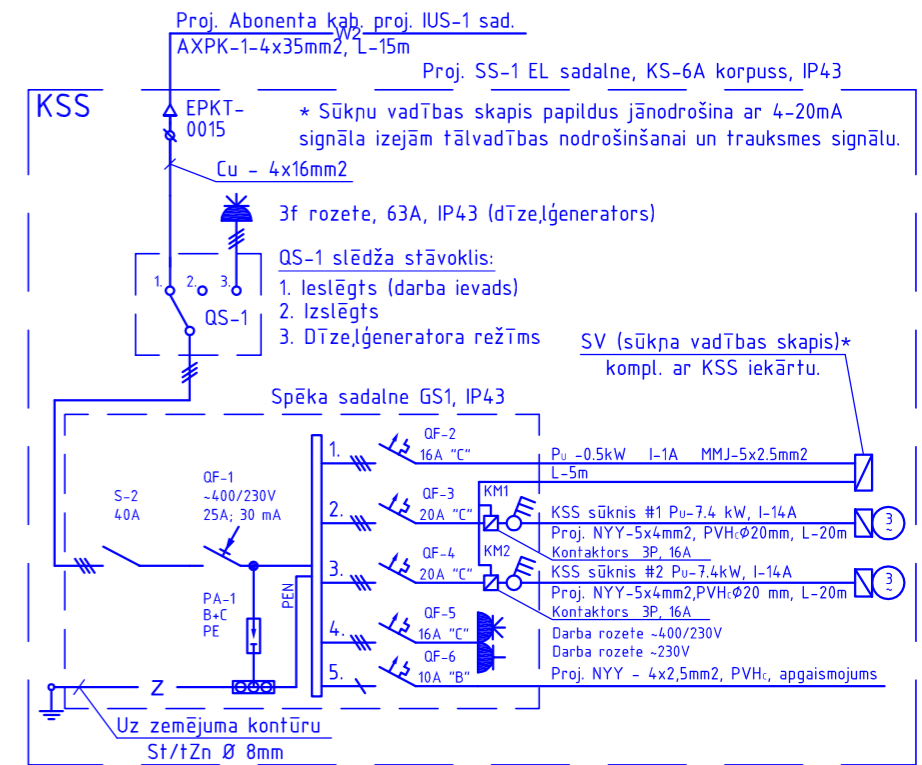 Proj. Abonenta kab. proj. IUS-1 sad.
W2
AXPK-1-4x35mm2, L-15m
Proj. SS-1 EL sadalne, KS-6A korpuss, IP43
KSS
EPKT-
0015
* Sūkņu vadības skapis papildus jānodrošina ar 4-20mA
signāla izejām tālvadības nodrošinšanai un trauksmes signālu.
Cu - 4x16mm2
3f rozete, 63A, IP43 (dīze,lģenerators)
QS-1 slēdža stāvoklis:
1. 2. 3.
1. Ieslēgts (darba ievads)
QS-1
2. Izslēgts
3. Dīze,lģeneratora režīms
SV (sūkņa vadības skapis)*
kompl. ar KSS iekārtu.
Spēka sadalne GS1, IP43
S-2
40A
QF-1
~400/230V
25A; 30 mA
PA-1
B+C
PE
PEN
1.
QF-2
16A "C"
Pu -0.5kW I-1A MMJ-5x2.5mm2
L-5m
2.
QF-3
20A "C"
KM1
KSS sūknis #1 Pu-7.4 kW, I-14A
Proj. NYY-5x4mm2, PVHcØ20mm, L-20m
Kontaktors 3P, 16A
3
~
3.
QF-4
20A "C"
KM2
KSS sūknis #2 Pu-7.4kW, I-14A
Proj. NYY-5x4mm2,PVHcØ20 mm, L-20m
Kontaktors 3P, 16A
3
~
4.
QF-5
16A "C"
Darba rozete ~400/230V
Darba rozete ~230V
5.
QF-6
10A "B"
Proj. NYY - 4x2,5mm2, PVHc, apgaismojums
Z
Uz zemējuma kontūru
St/tZn Ø 8mm